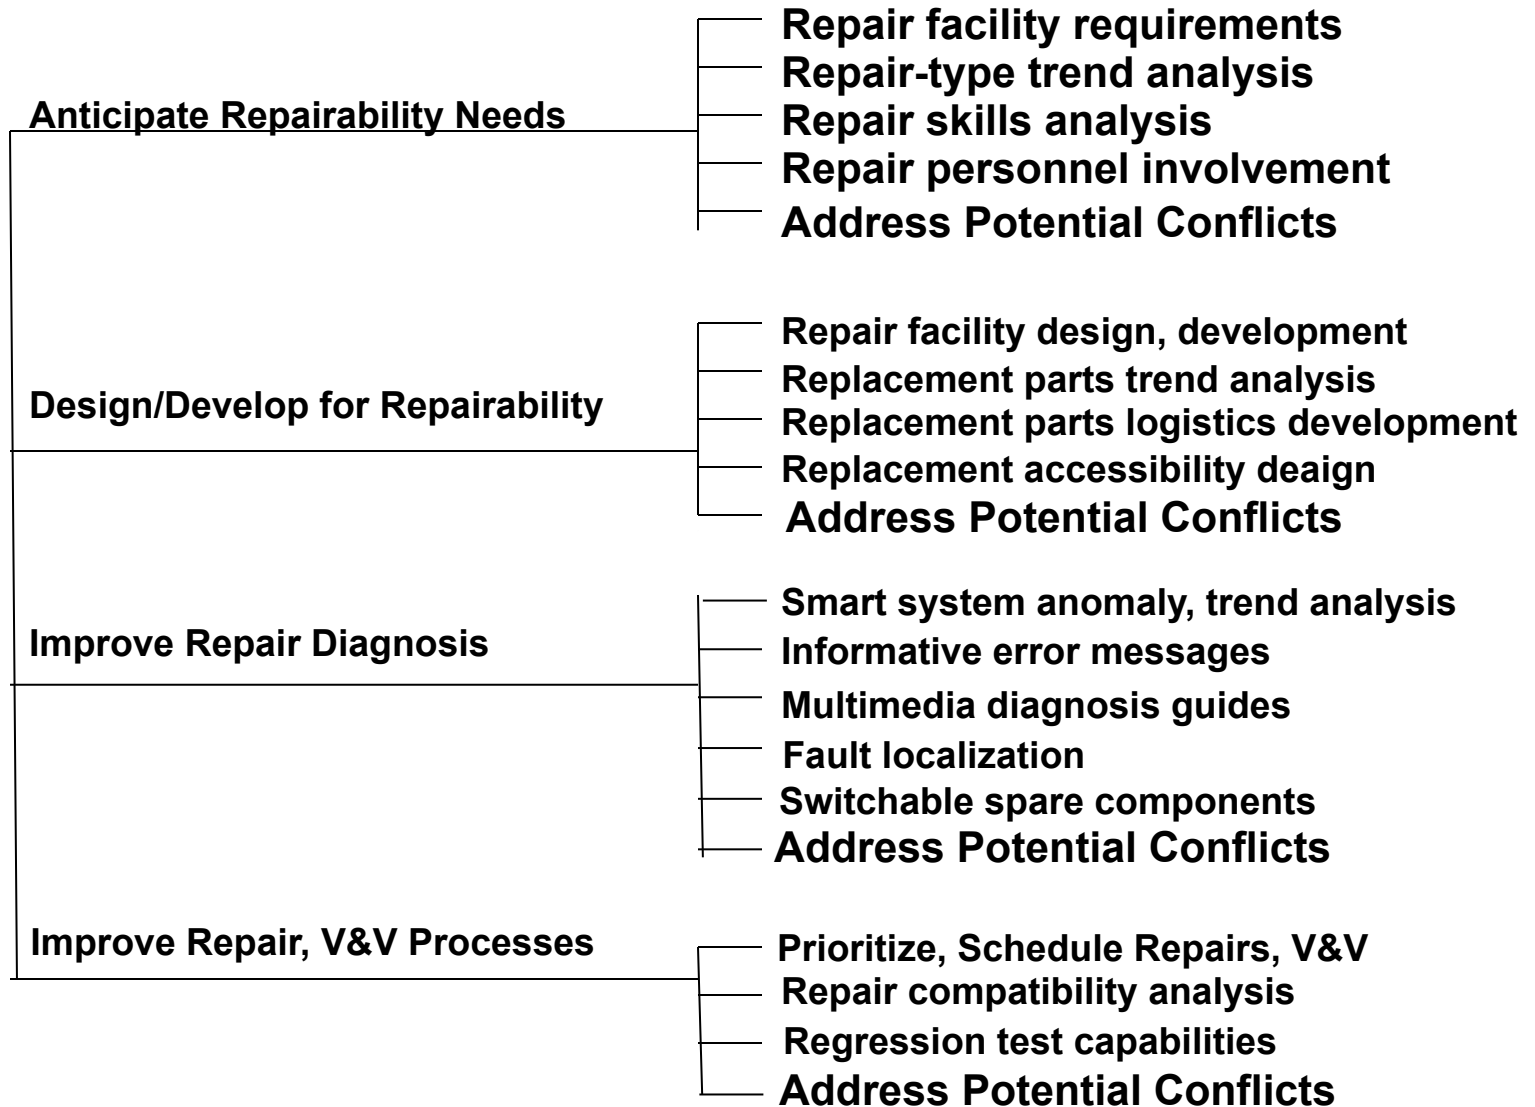 Anticipate Repairability Needs
Repair facility requirements
Repair-type trend analysis
Repair skills analysis
Repair personnel involvement
Address Potential Conflicts
Design/Develop for Repairability
Repair facility design, development
Replacement parts trend analysis
Replacement parts logistics development
Replacement accessibility deaign
Address Potential Conflicts
Improve Repair Diagnosis
Smart system anomaly, trend analysis
Informative error messages
Multimedia diagnosis guides
Fault localization
Switchable spare components
Address Potential Conflicts
Improve Repair, V&V Processes
Prioritize, Schedule Repairs, V&V
Repair compatibility analysis
Regression test capabilities
Address Potential Conflicts